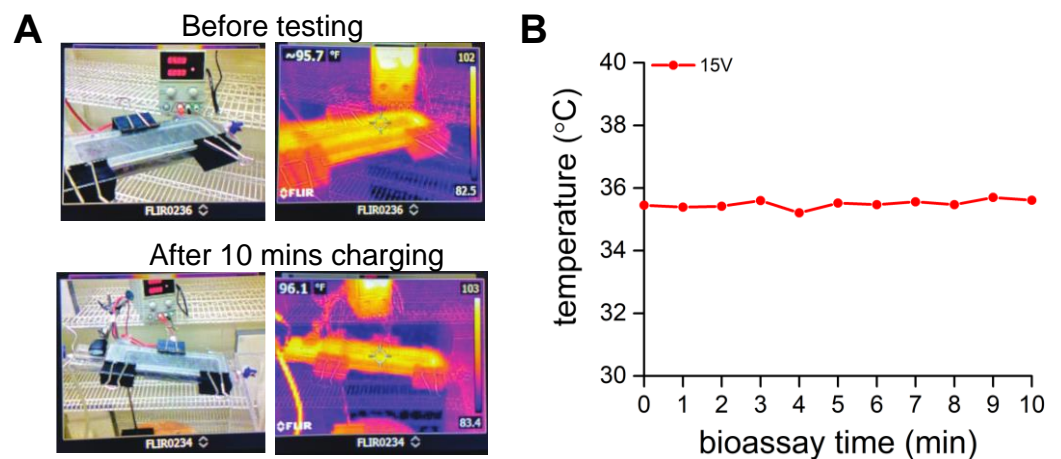 A
Before testing
~95.7 °F
102
82.5
FLIR
FLIR0236
FLIR0236
After 10 mins charging
96.1 °F
103
83.4
FLIR
FLIR0234
FLIR0234
B
15V
temperature (°C)
40
38
36
34
32
30
0 1 2 3 4 5 6 7 8 9 10
bioassay time (min)